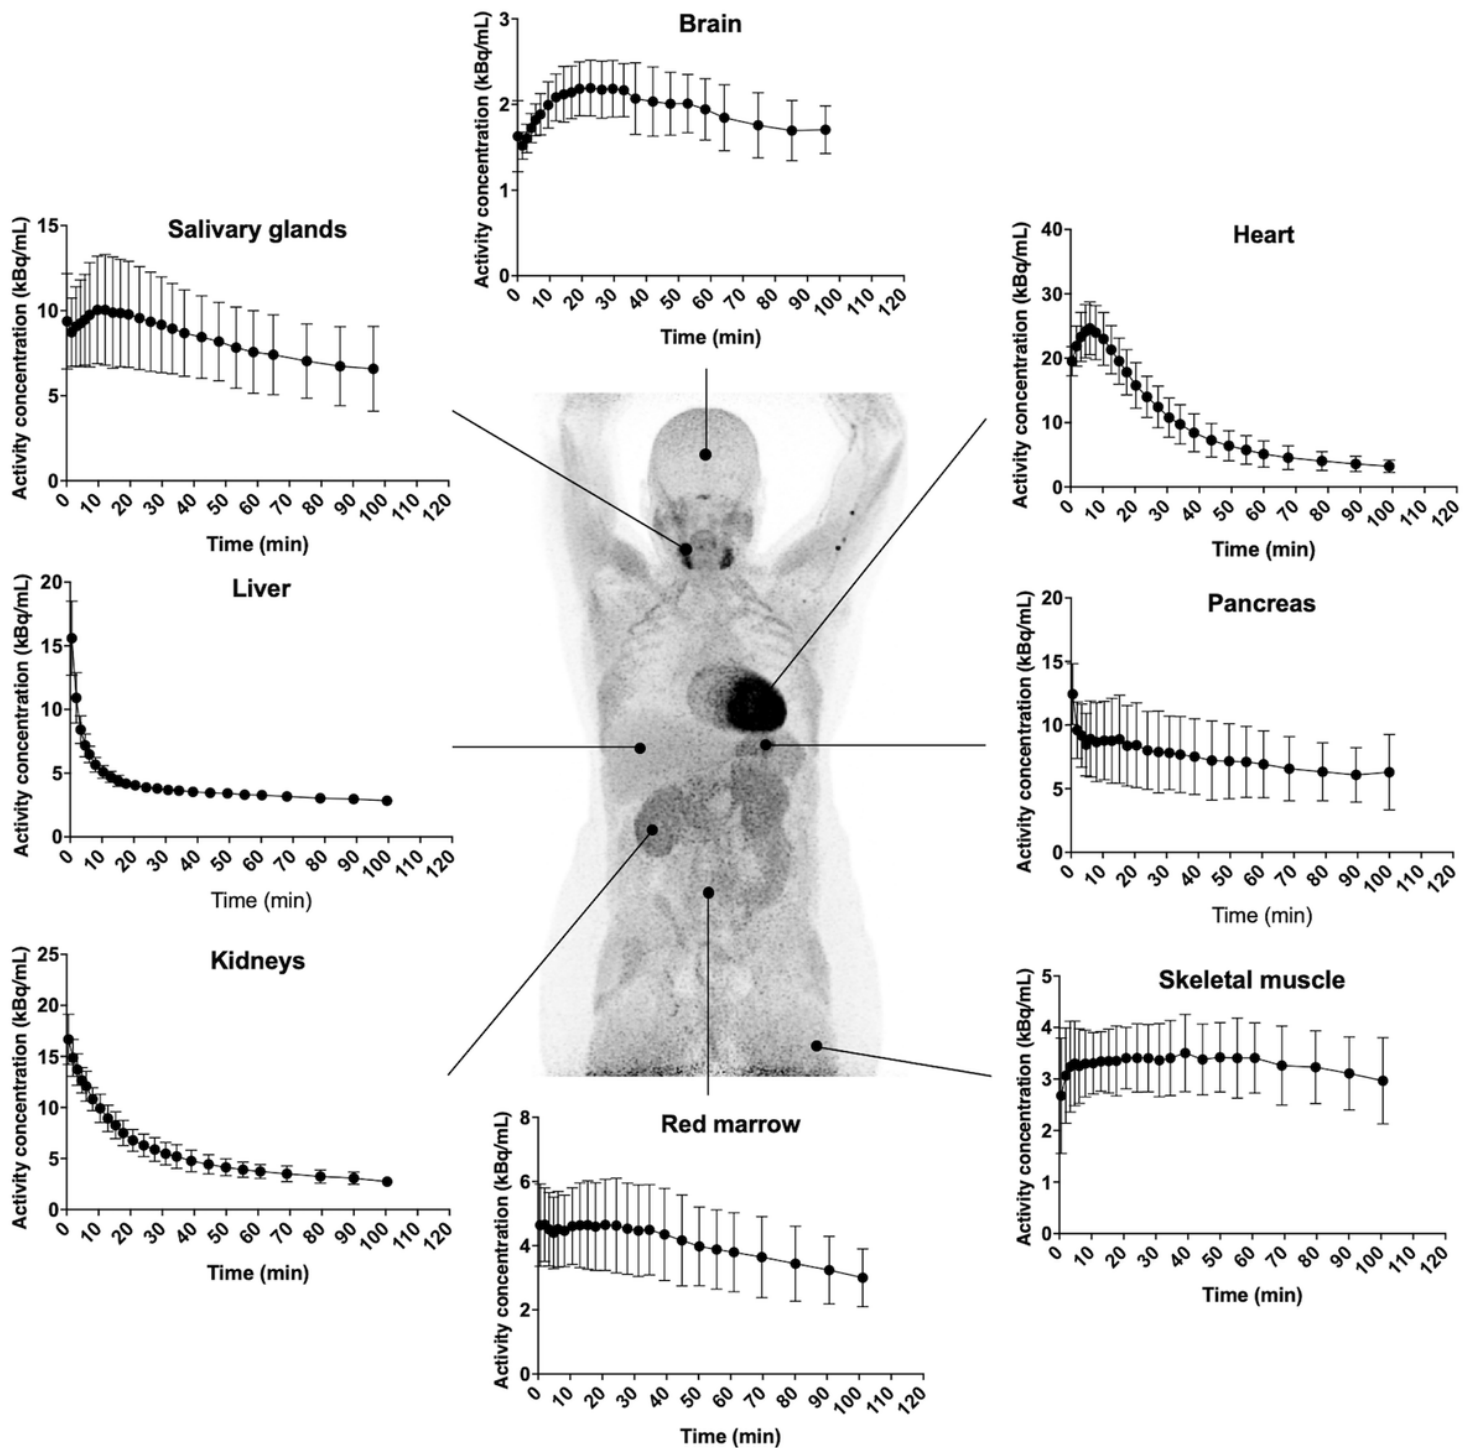 Brain
Activity concentration (kBq/mL)
3
2
1
0
0 10 20 30 40 50 60 70 80 90 100 110 120
Time (min)
Salivary glands
Activity concentration (kBq/mL)
15
10
5
0
0 10 20 30 40 50 60 70 80 90 100 110 120
Time (min)
Heart
Activity concentration (kBq/mL)
40
30
20
10
0
0 10 20 30 40 50 60 70 80 90 100 110 120
Time (min)
Liver
Activity concentration (kBq/mL)
20
15
10
5
0
0 10 20 30 40 50 60 70 80 90 100 110 120
Time (min)
Pancreas
Activity concentration (kBq/mL)
20
15
10
5
0
0 10 20 30 40 50 60 70 80 90 100 110 120
Time (min)
Kidneys
Activity concentration (kBq/mL)
25
20
15
10
5
0
0 10 20 30 40 50 60 70 80 90 100 110 120
Time (min)
Skeletal muscle
Activity concentration (kBq/mL)
5
4
3
2
1
0
0 10 20 30 40 50 60 70 80 90 100 110 120
Time (min)
Red marrow
Activity concentration (kBq/mL)
8
6
4
2
0
0 10 20 30 40 50 60 70 80 90 100 110 120
Time (min)